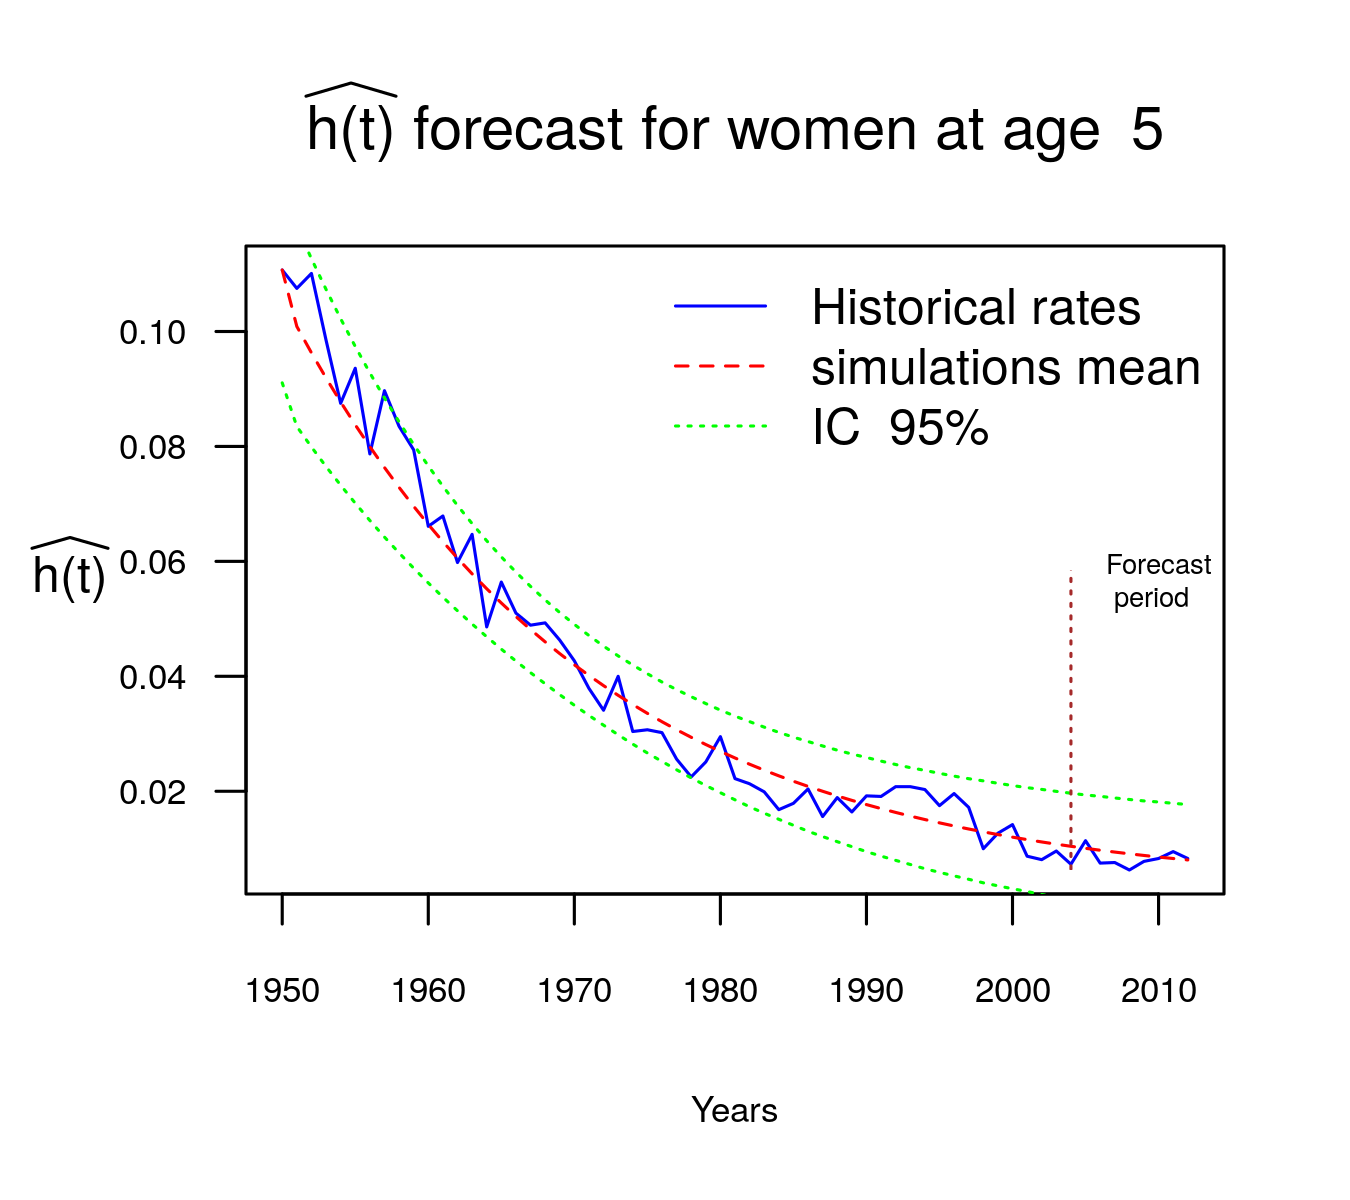 h(t) forecast for women at age 5
Historical rates
simulations mean
IC 95%
0.10
0.08
0.06
0.04
0.02
h(t)
Forecast
period
1950 1960 1970 1980 1990 2000 2010
Years